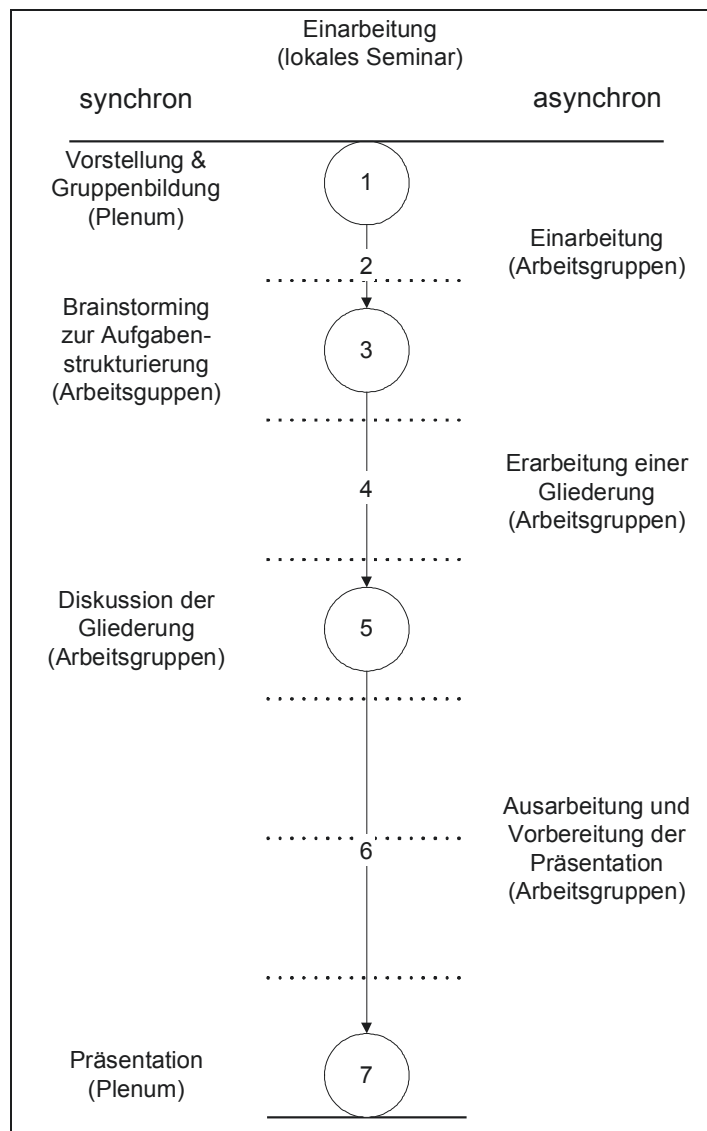 Einarbeitung
(lokales Seminar)
synchron
asynchron
Vorstellung &
Gruppenbildung
(Plenum)
1
Einarbeitung
(Arbeitsgruppen)
2
Brainstorming
zur Aufgaben-
strukturierung
(Arbeitsguppen)
3
Erarbeitung einer
Gliederung
(Arbeitsgruppen)
4
Diskussion der
Gliederung
(Arbeitsgruppen)
5
Ausarbeitung und
Vorbereitung der
Präsentation
(Arbeitsgruppen)
6
Präsentation
(Plenum)
7